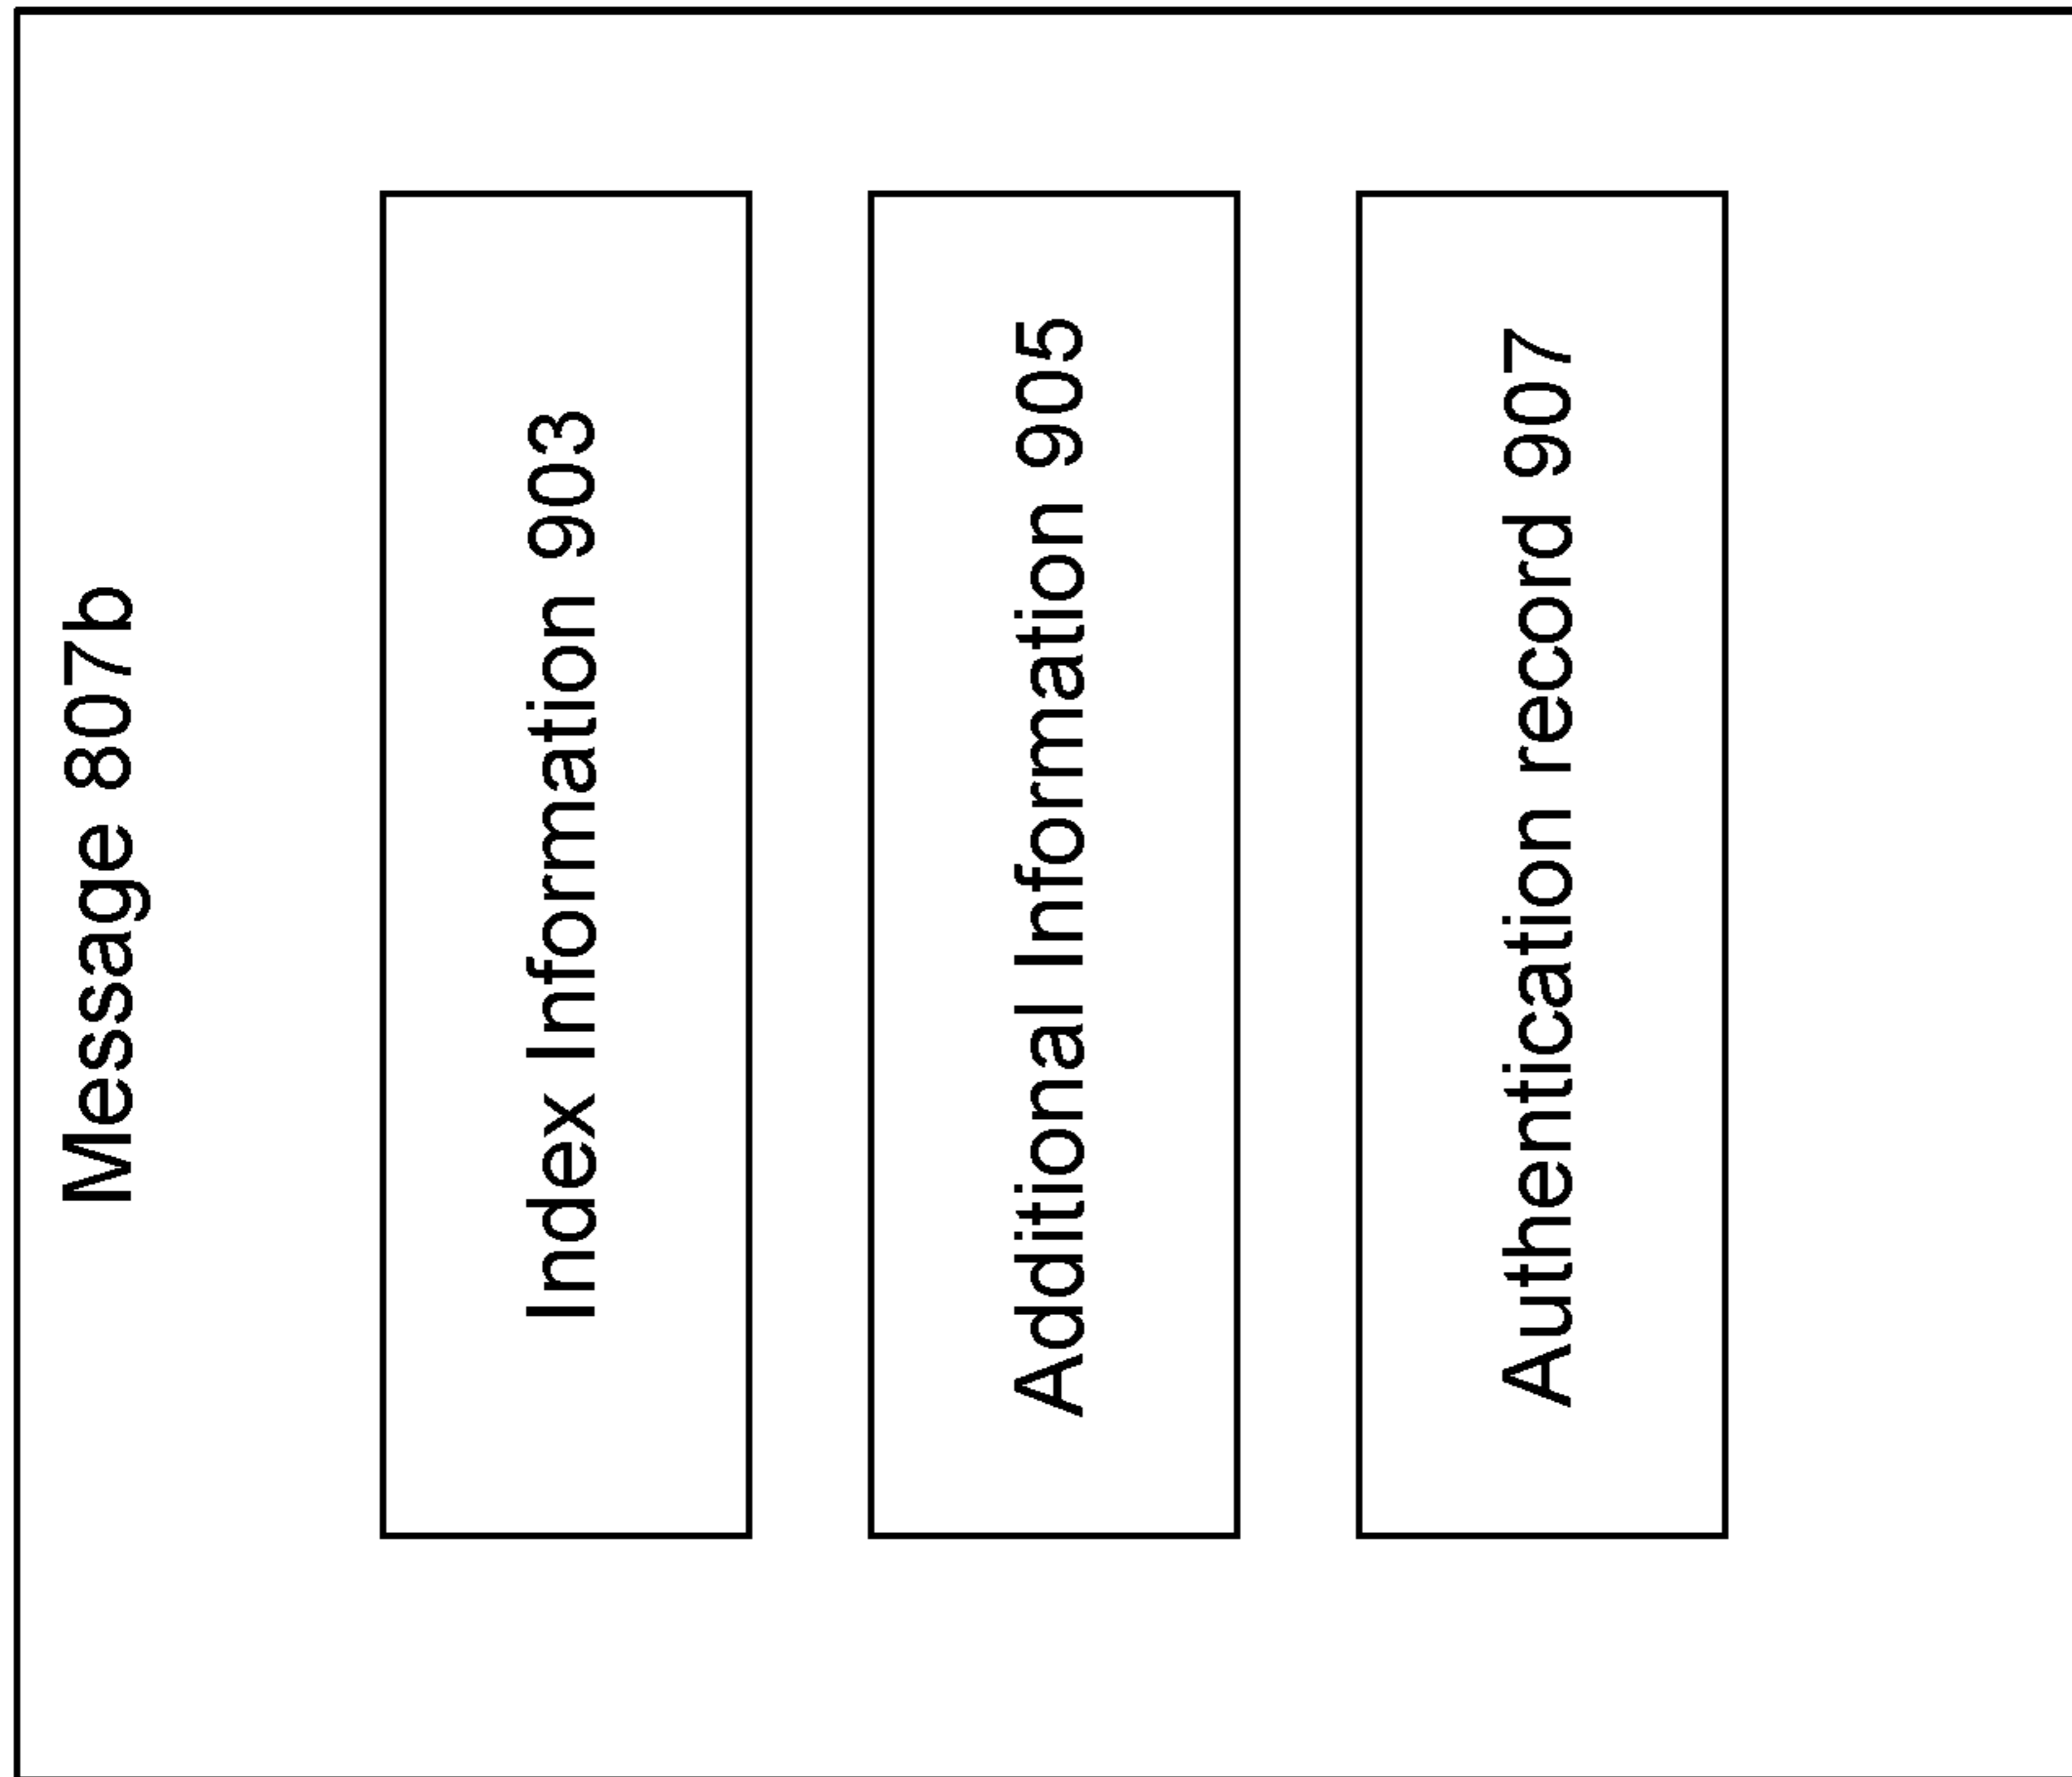 Message 807b
Index Information 903
Additional Information 905
Authentication record 907